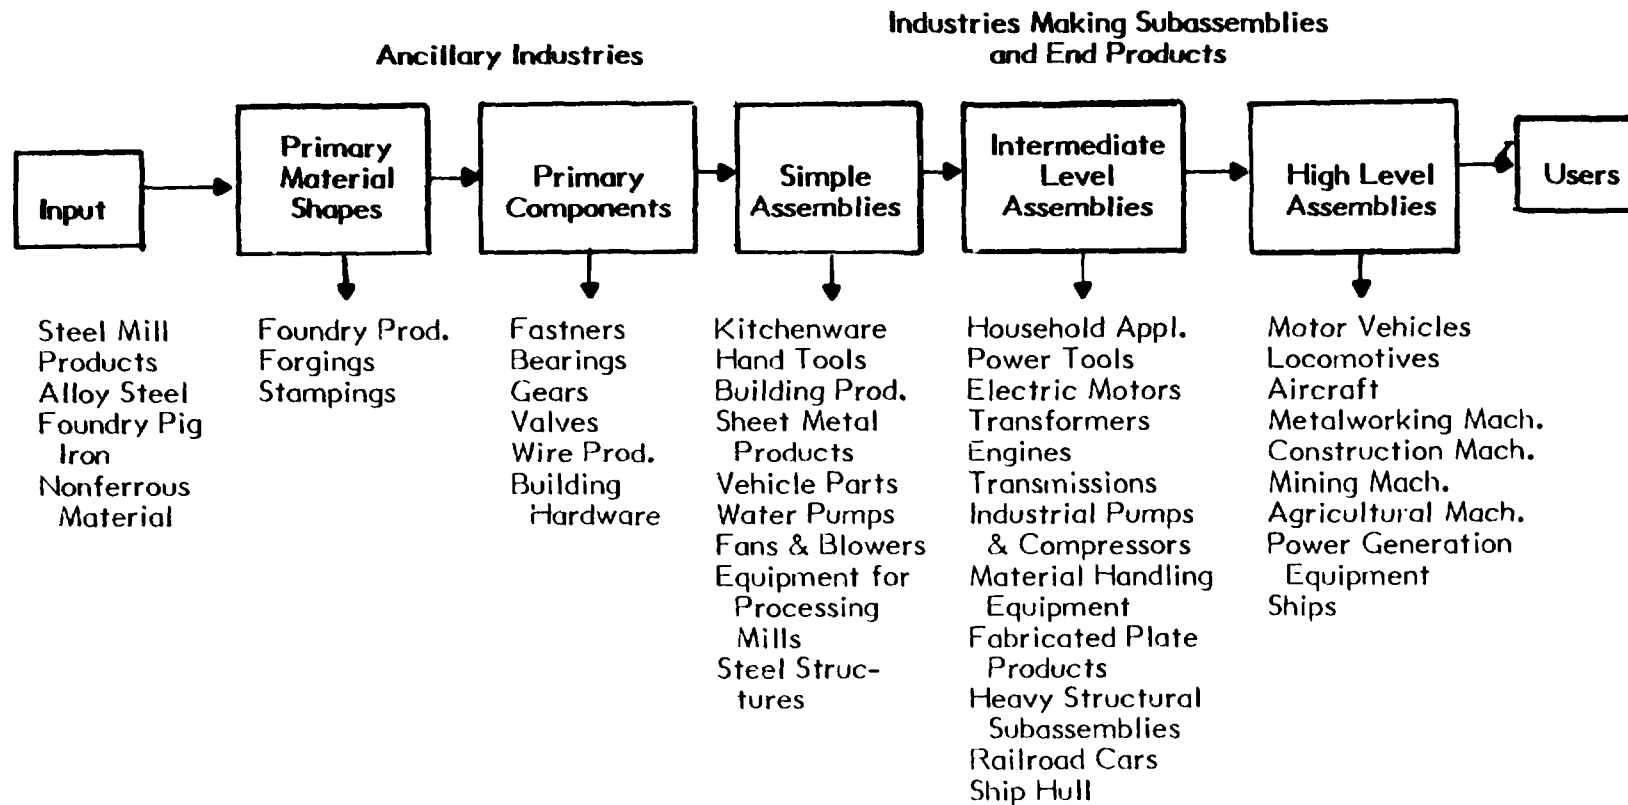 Ancillary Industries
Industries Making Subassemblies
and End Products
Input
Primary
Material
Shapes
Primary
Components
Simple
Assemblies
Intermediate
Level
Assemblies
High Level
Assemblies
Users
Steel Mill
Products
Alloy Steel
Foundry Pig
Iron
Nonferrous
Material
Foundry Prod.
Forgings
Stampings
Fastners
Bearings
Gears
Valves
Wire Prod.
Building
Hardware
Kitchenware
Hand Tools
Building Prod.
Sheet Metal
Products
Vehicle Parts
Water Pumps
Fans & Blowers
Equipment for
Processing
Mills
Steel Struc-
tures
Household Appl.
Power Tools
Electric Motors
Transformers
Engines
Transmissions
Industrial Pumps
& Compressors
Material Handling
Equipment
Fabricated Plate
Products
Heavy Structural
Subassemblies
Railroad Cars
Ship Hull
Motor Vehicles
Locomotives
Aircraft
Metalworking Mach.
Construction Mach.
Mining Mach.
Agricultural Mach.
Power Generation
Equipment
Ships